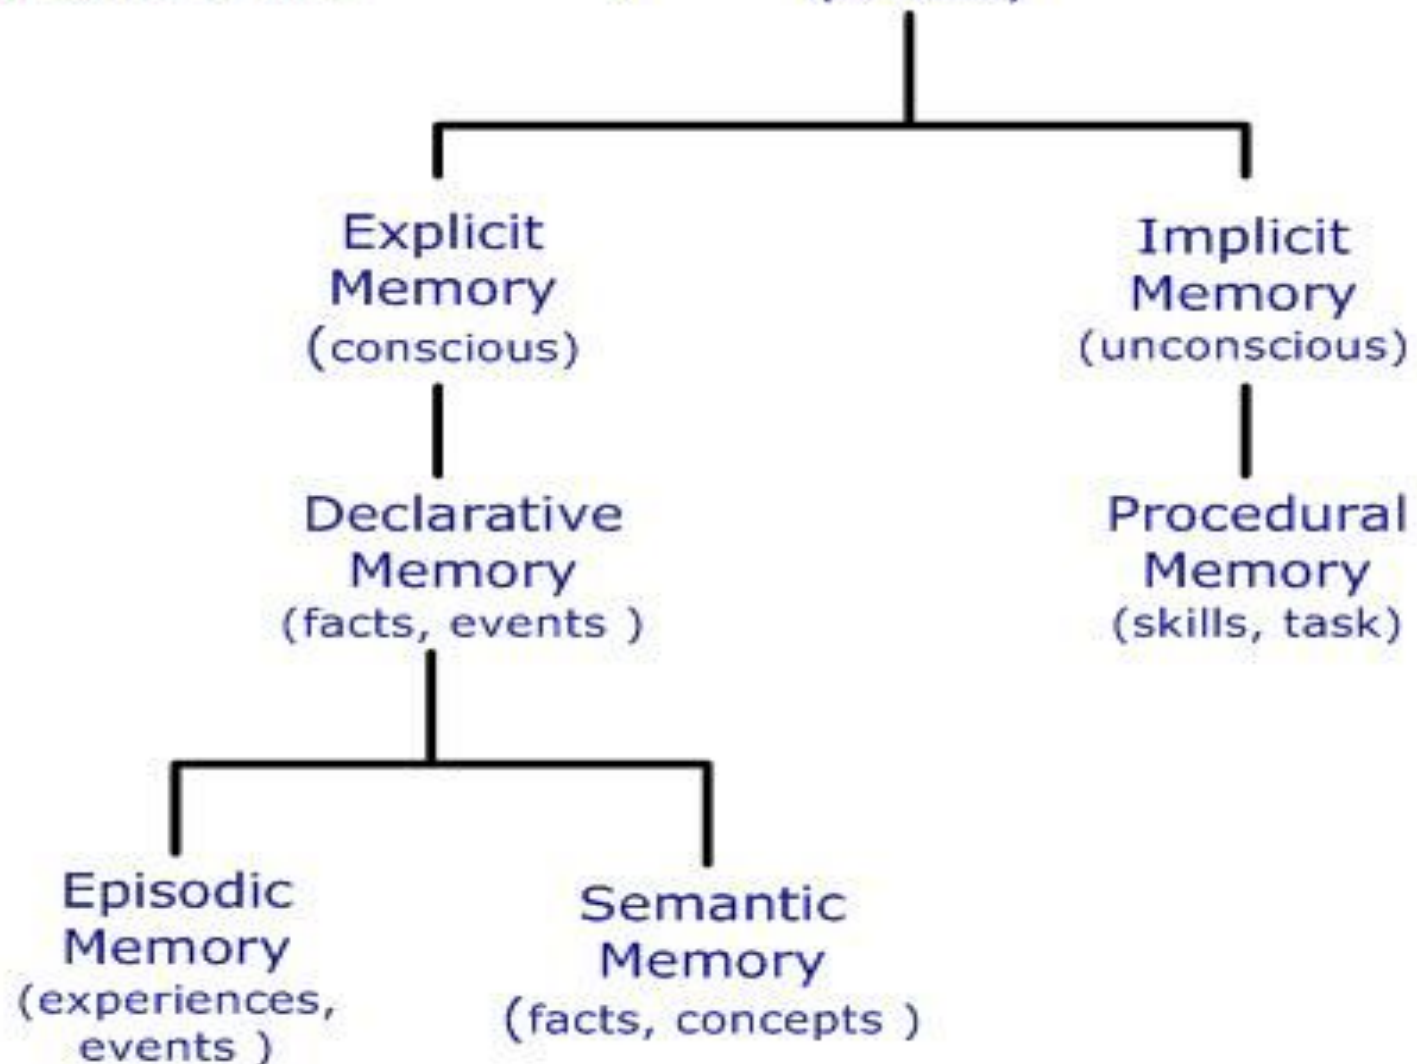 Explicit
Memory
(conscious)
Implicit
Memory
(unconscious)
Declarative
Memory
(facts, events )
Procedural
Memory
(skills, task)
Episodic
Memory
(experiences,
events )
Semantic
Memory
(facts, concepts )